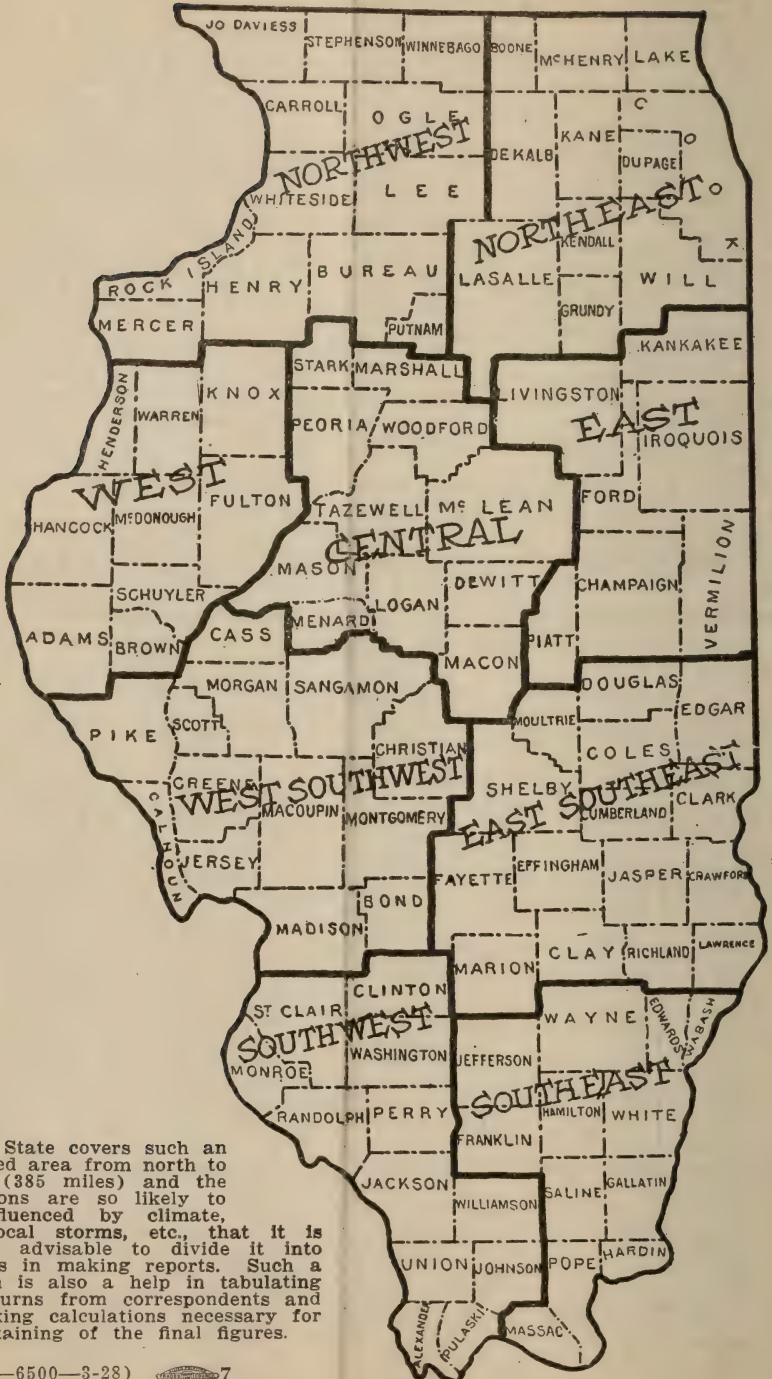 JO DAVIESS
STEPHENSON
WINNEBAGO
BOONE
McHENRY
LAKE
CARROLL
OGLE
NORTHWEST
DEKALB
KANE
COOK
DUPAGE
WHITESIDE
LEE
NORTHEAST
KENDALL
ROCK ISLAND
HENRY
BUREAU
LASALLE
WILL
GRUNDY
MERCER
PUTNAM
KANKAKEE
STARK
MARSHALL
LIVINGSTON
HENDERSON
WARREN
KNOX
PEORIA
WOODFORD
EAST
IROQUOIS
WEST
FULTON
TAZEWELL
McLEAN
FORD
HANCOCK
McDONOUGH
CENTRAL
MASON
VERMILION
SCHUYLER
LOGAN
DEWITT
CHAMPAIGN
ADAMS
BROWN
CASS
MENARD
MACON
PIATT
DOUGLAS
MORGAN
SANGAMON
PIKE
SCOTT
MOULTRIE
EDGAR
CHRISTIAN
COLES
GREENE
WEST SOUTHWEST
SHELBY
EAST SOUTHEAST
CALHOUN
MACOUPIN
MONTGOMERY
CUMBERLAND
CLARK
JERSEY
FAYETTE
EFFINGHAM
JASPER
CRAWFORD
BOND
MADISON
MARION
CLAY
RICHLAND
LAWRENCE
CLINTON
ST CLAIR
WAYNE
EDWARDS
WABASH
SOUTHWEST
WASHINGTON
JEFFERSON
MONROE
SOUTHEAST
RANDOLPH
PERRY
HAMILTON
WHITE
FRANKLIN
JACKSON
WILLIAMSON
SALINE
GALLATIN
UNION
JOHNSON
POPE
HARDIN
ALEXANDER
PULASKI
MASSAC
State covers such an
ed area from north to
(385 miles) and the
ons are so likely to
fluenced by climate,
ocal storms, etc., that it is
advisable to divide it into
s in making reports. Such a
n is also a help in tabulating
turns from correspondents and
king calculations necessary for
taining of the final figures.
—6500—3-28) 7